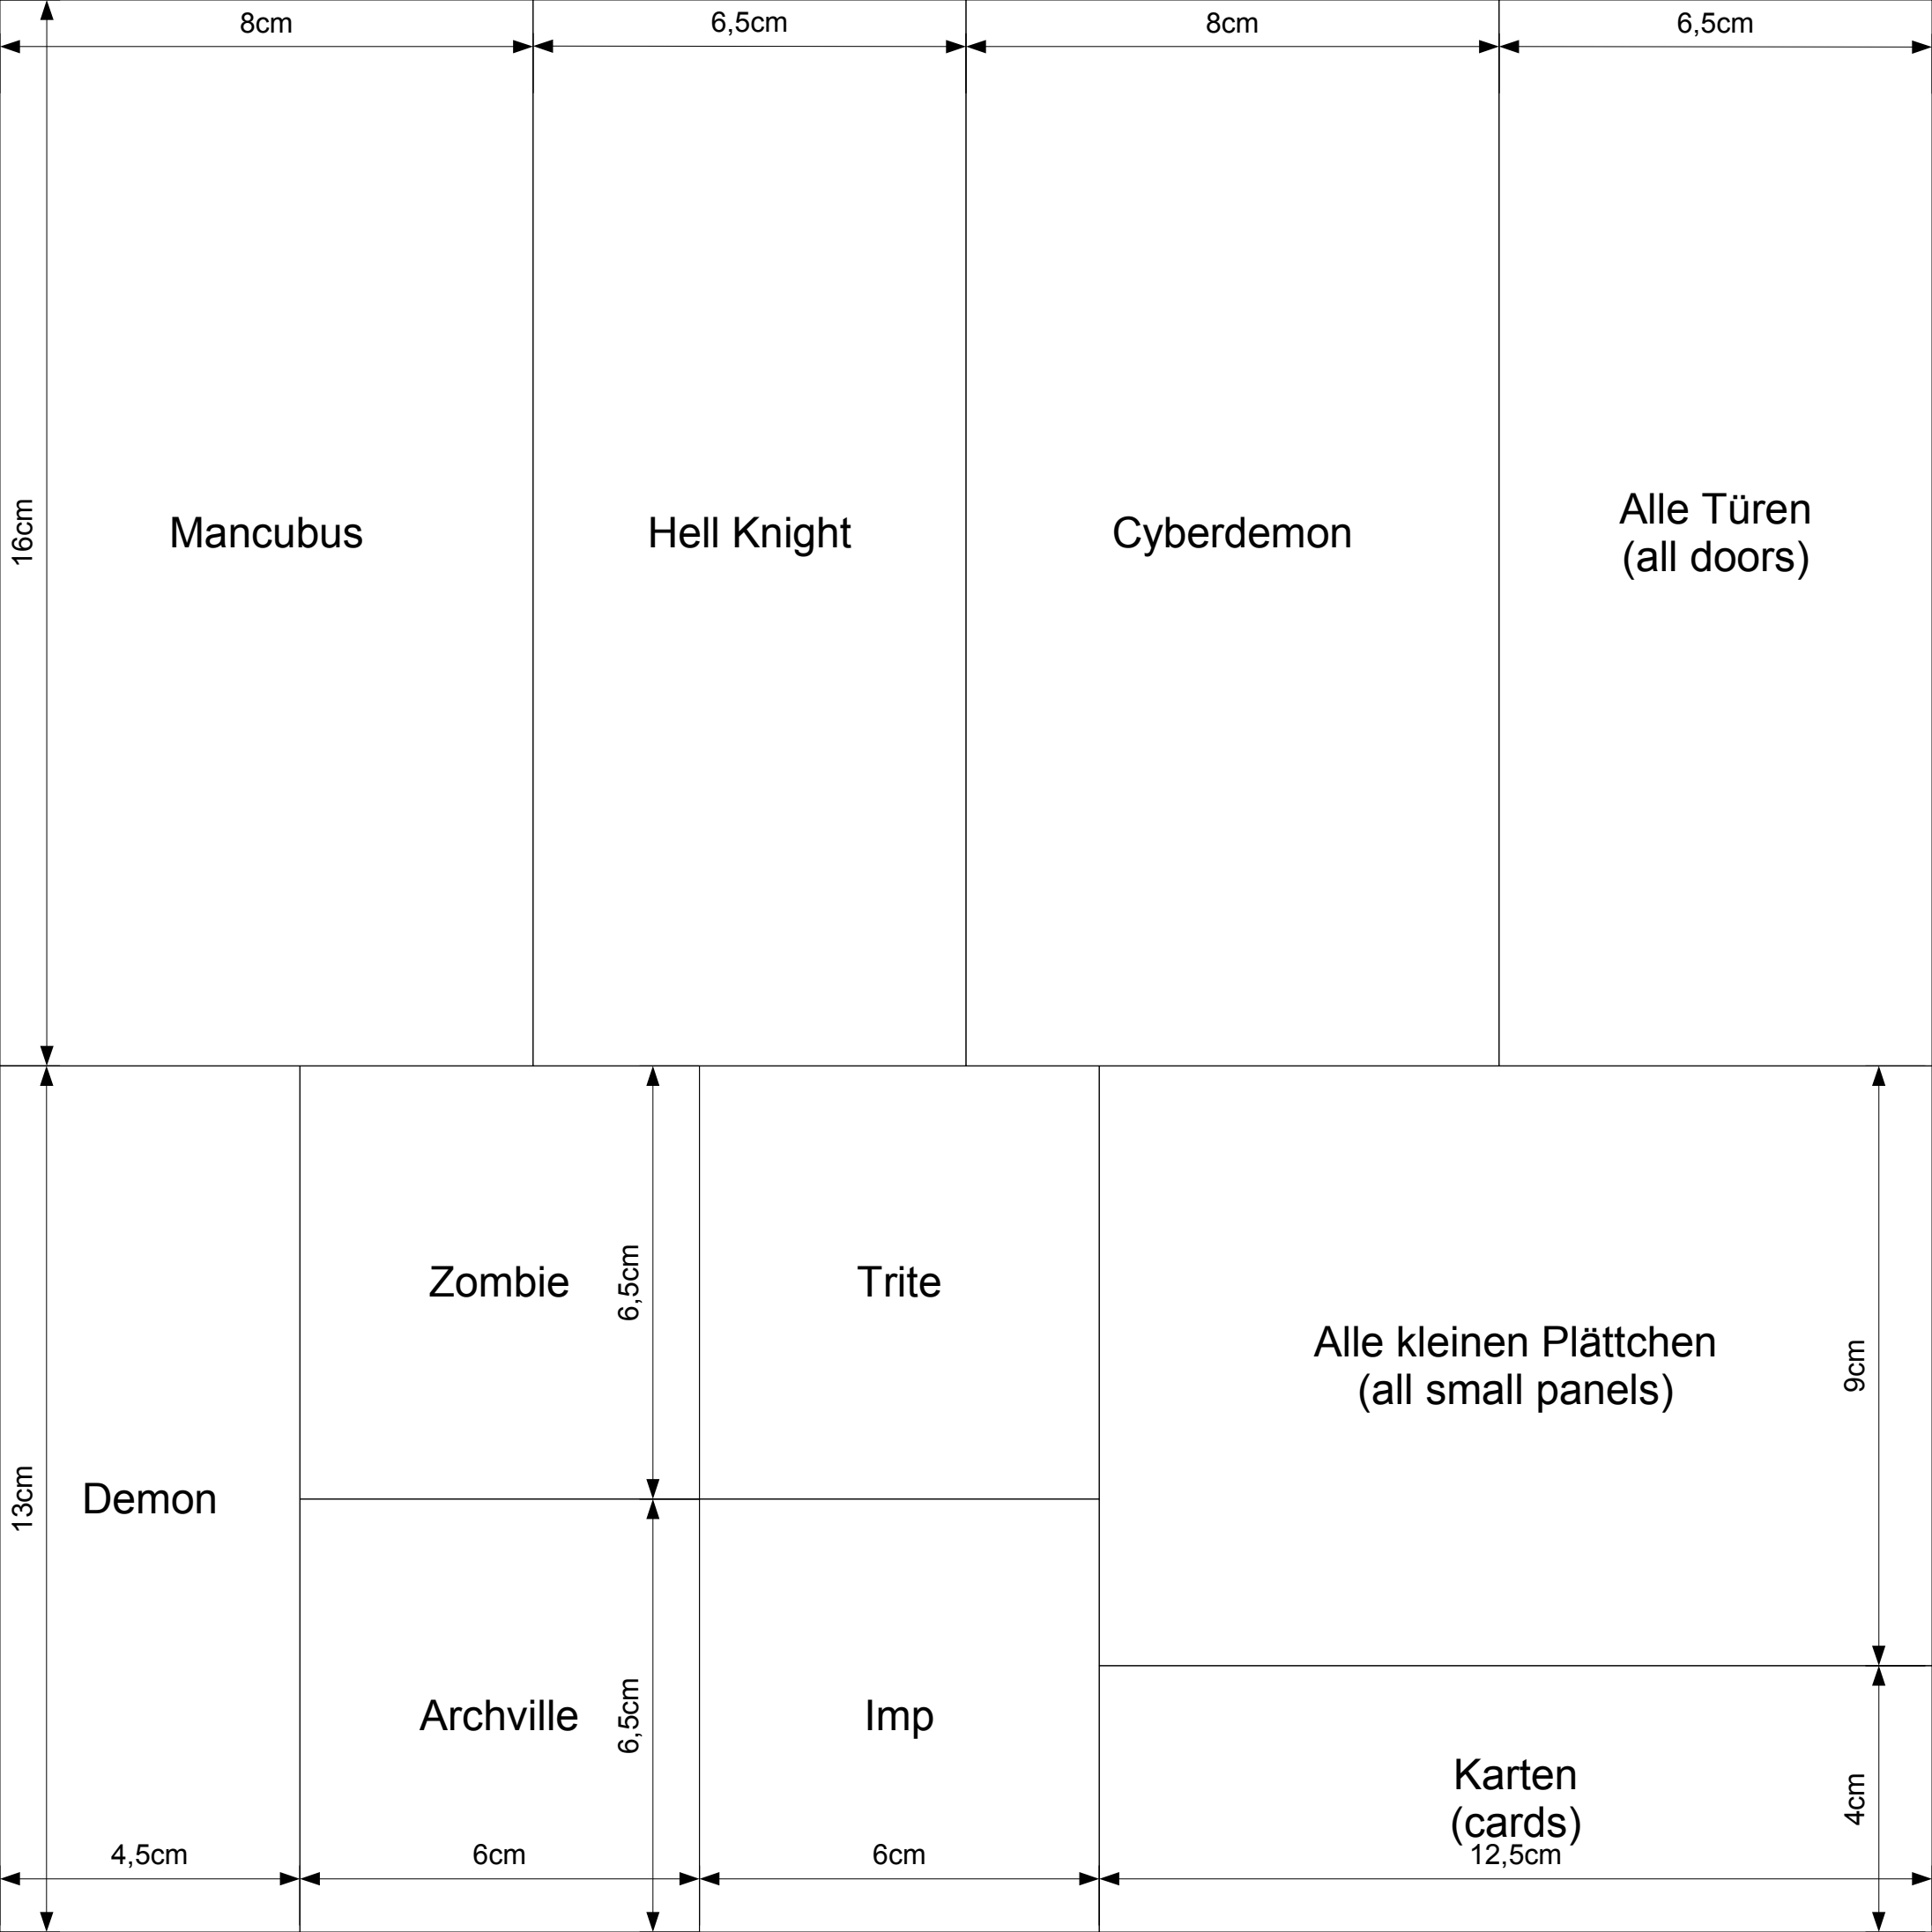 8cm
6,5cm
8cm
6,5cm
16cm
Mancubus
Hell Knight
Cyberdemon
Alle Türen
(all doors)
13cm
Demon
Zombie
6,5cm
Trite
Alle kleinen Plättchen
(all small panels)
9cm
Archville
6,5cm
Imp
Karten
(cards)
4cm
4,5cm
6cm
6cm
12,5cm